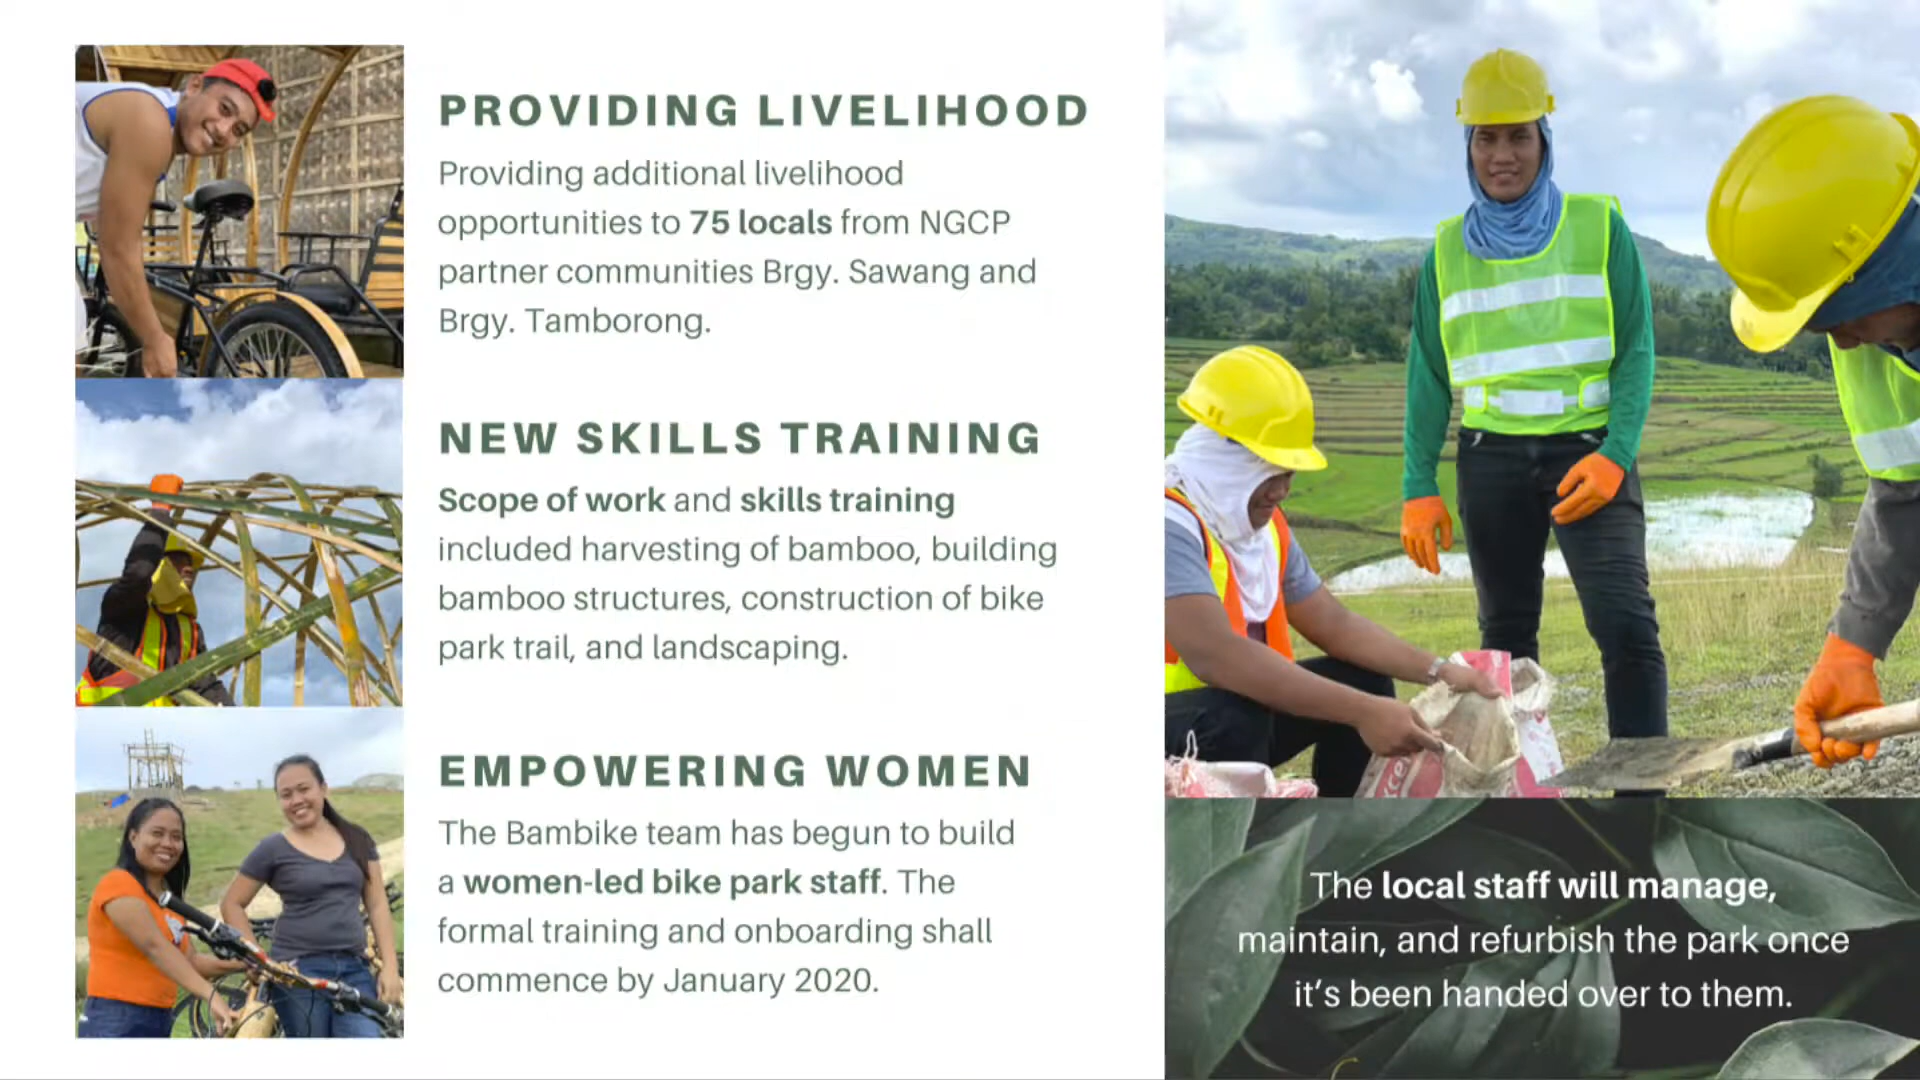 PROVIDING LIVELIHOOD
Providing additional livelihood
opportunities to 75 locals from NGCP
partner communities Brgy. Sawang and
Brgy. Tamborong.
NEW SKILLS TRAINING
Scope of work and skills training
included harvesting of bamboo, building
bamboo structures, construction of bike
park trail, and landscaping.
EMPOWERING WOMEN
The Bambike team has begun to build
a women-led bike park staff. The
formal training and onboarding shall
commence by January 2020.
The local staff will manage,
maintain, and refurbish the park once
it's been handed over to them.